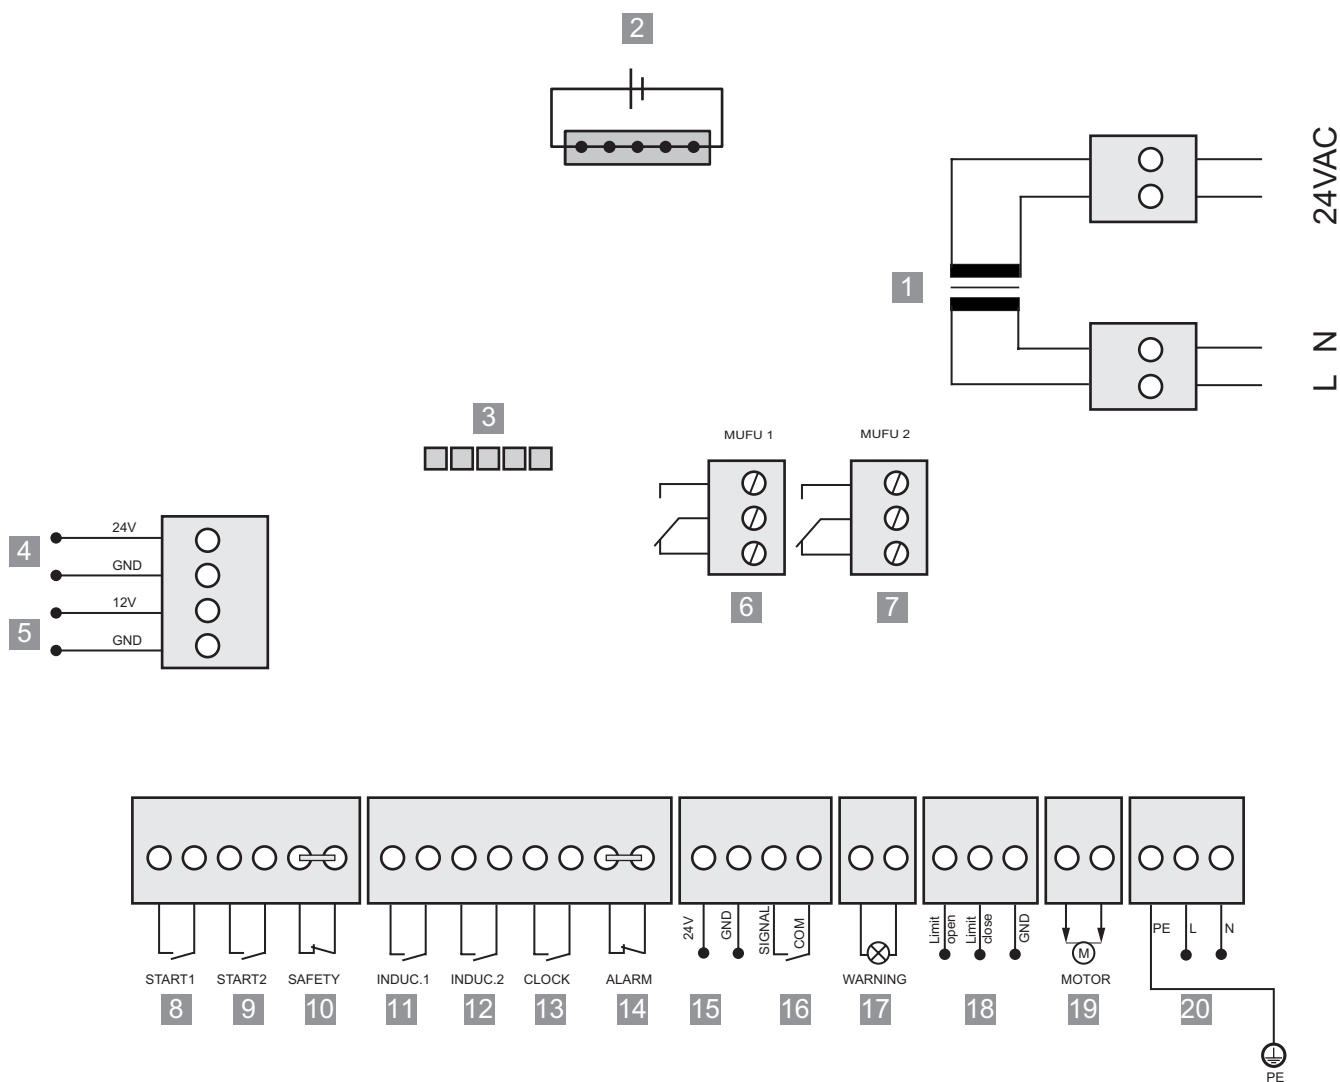 2
24VAC
1
L N
3
MUFU 1
MUFU 2
4
24V
GND
5
12V
GND
6
7
24V
GND
SIGNAL
COM
Limit
open
Limit
close
GND
PE
L
N
M
START1
START2
SAFETY
INDUC.1
INDUC.2
CLOCK
ALARM
WARNING
MOTOR
8
9
10
11
12
13
14
15
16
17
18
19
20
PE